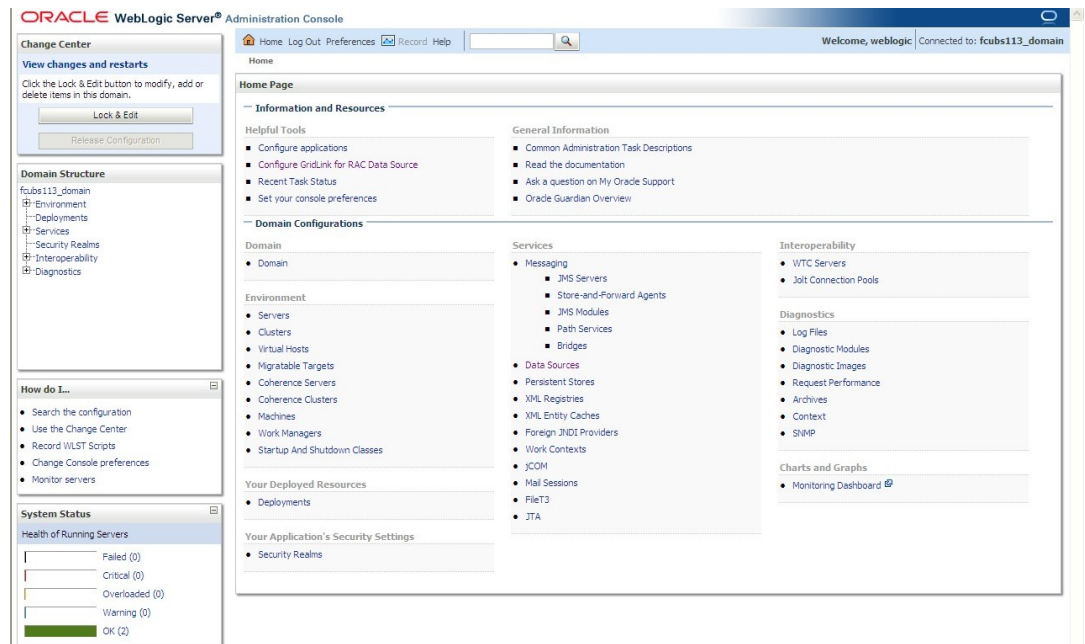 ORACLE WebLogic Server® Administration Console
Change Center
View changes and restarts
Click the Lock & Edit button to modify, add or
delete items in this domain.
Lock & Edit
Release Configuration
Domain Structure
fcubs113_domain
Environment
Deployments
Services
Security Realms
Interoperability
Diagnostics
How do I...
Search the configuration
Use the Change Center
Record WLST Scripts
Change Console preferences
Monitor servers
System Status
Health of Running Servers
Failed (0)
Critical (0)
Overloaded (0)
Warning (0)
OK (2)
Home Log Out Preferences Record Help
Welcome, weblogic Connected to: fcubs113_domain
Home
Home Page
Information and Resources
Helpful Tools
Configure applications
Configure GridLink for RAC Data Source
Recent Task Status
Set your console preferences
General Information
Common Administration Task Descriptions
Read the documentation
Ask a question on My Oracle Support
Oracle Guardian Overview
Domain Configurations
Domain
Domain
Environment
Servers
Clusters
Virtual Hosts
Migratable Targets
Coherence Servers
Coherence Clusters
Machines
Work Managers
Startup And Shutdown Classes
Your Deployed Resources
Deployments
Your Application's Security Settings
Security Realms
Services
Messaging
JMS Servers
Store-and-Forward Agents
JMS Modules
Path Services
Bridges
Data Sources
Persistent Stores
XML Registries
XML Entity Caches
Foreign JNDI Providers
Work Contexts
jCOM
Mail Sessions
FileT3
JTA
Interoperability
WTC Servers
Jolt Connection Pools
Diagnostics
Log Files
Diagnostic Modules
Diagnostic Images
Request Performance
Archives
Context
SNMP
Charts and Graphs
Monitoring Dashboard